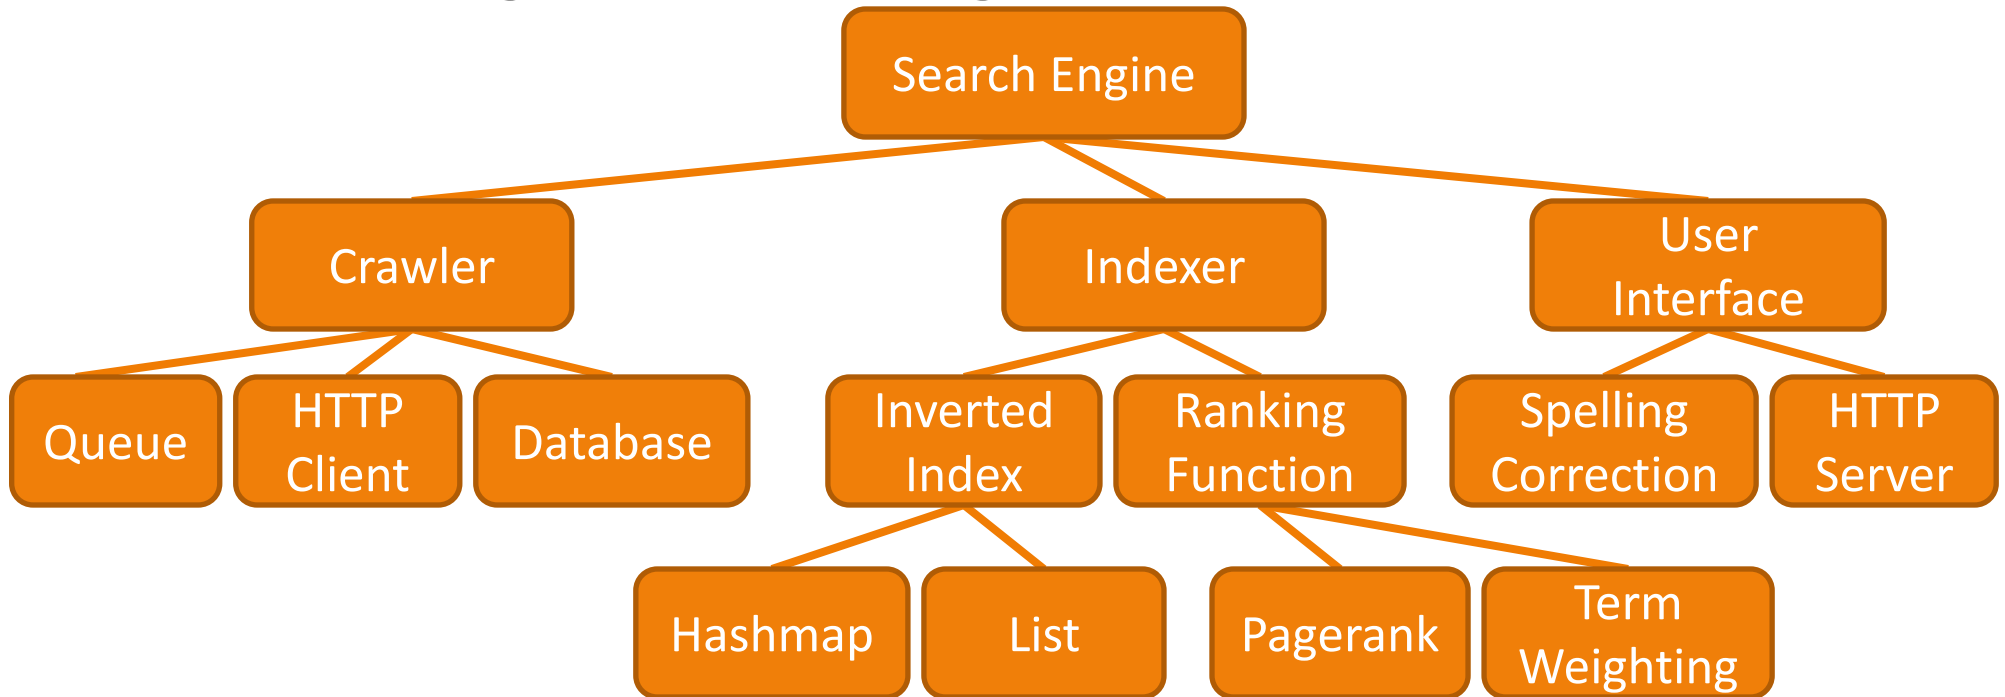 Search Engine
Crawler
Indexer
User
Interface
Queue
HTTP
Client
Database
Inverted
Index
Ranking
Function
Spelling
Correction
HTTP
Server
Hashmap
List
Pagerank
Term
Weighting